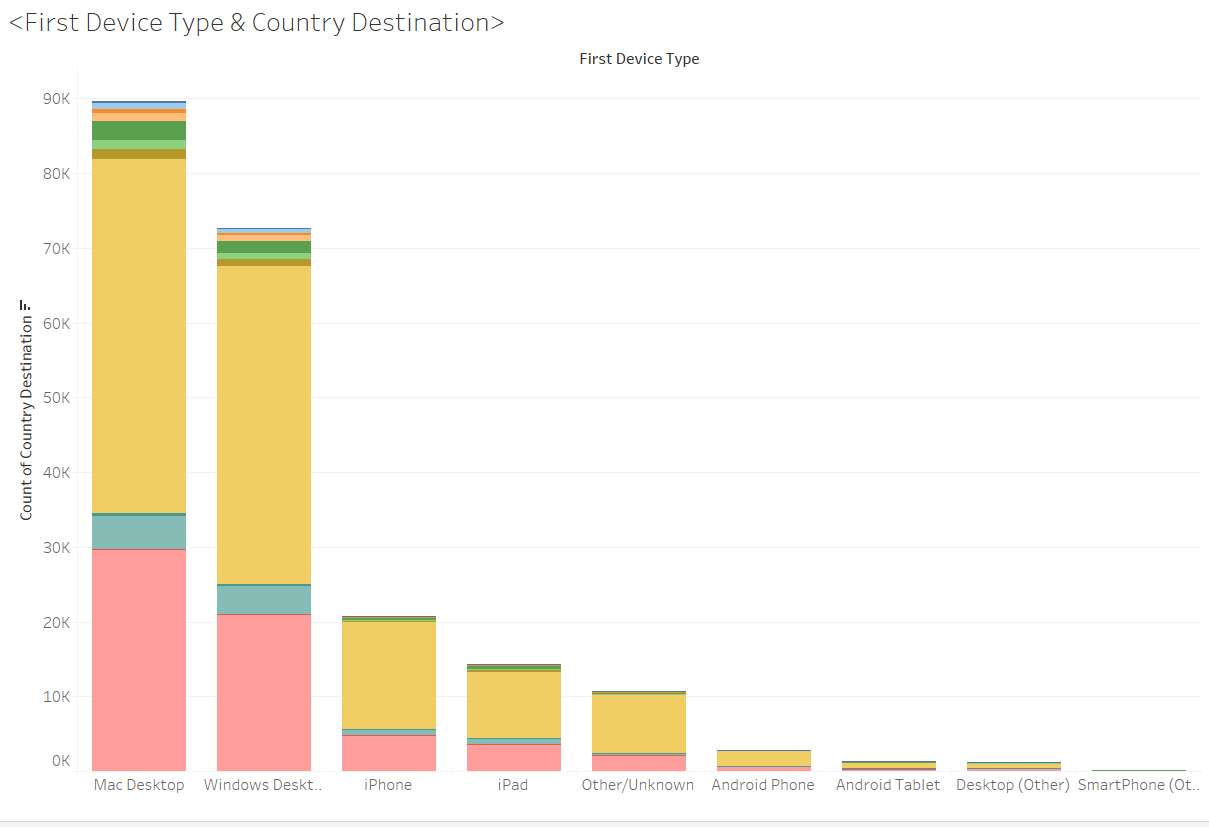 <First Device Type & Country Destination>
First Device Type
Count of Country Destination
90K
80K
70K
60K
50K
40K
30K
20K
10K
0K
Mac Desktop
Windows Deskt..
iPhone
iPad
Other/Unknown
Android Phone
Android Tablet
Desktop (Other)
SmartPhone (Ot..